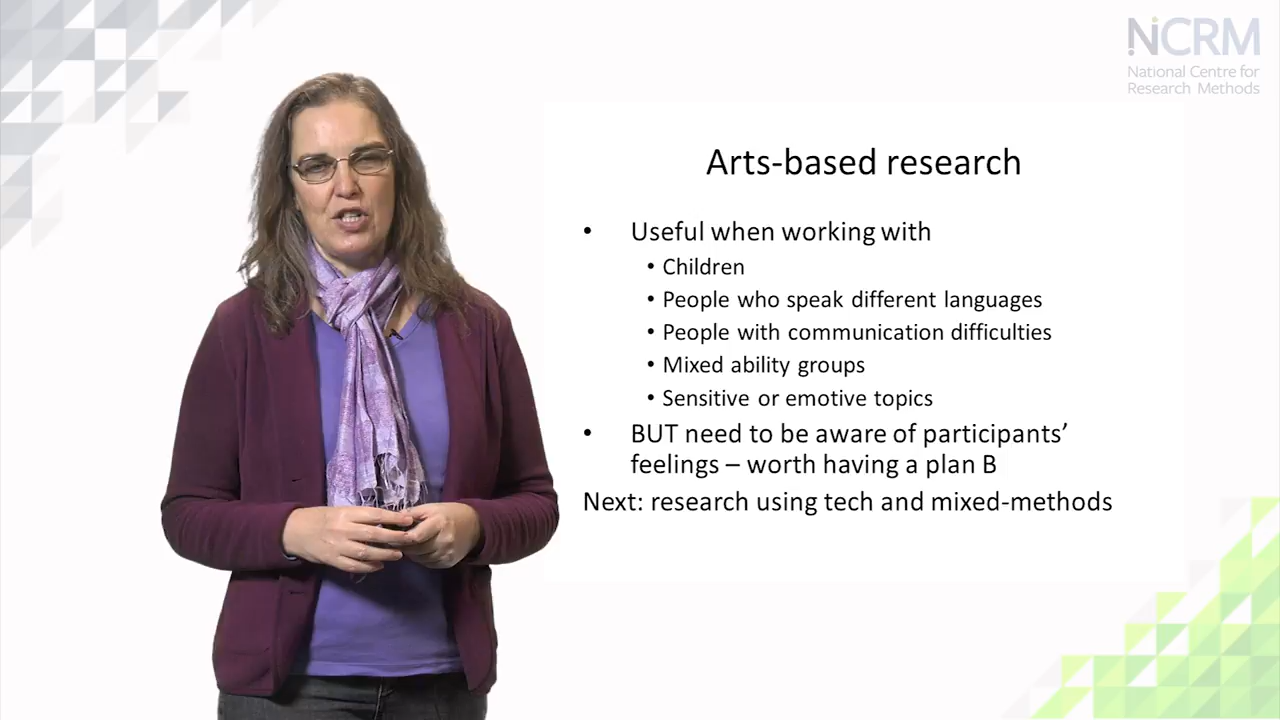 NCRM
National Centre for
Research Methods
Arts-based research
• Useful when working with
• Children
• People who speak different languages
• People with communication difficulties
• Mixed ability groups
• Sensitive or emotive topics
• BUT need to be aware of participants’
feelings – worth having a plan B
Next: research using tech and mixed-methods